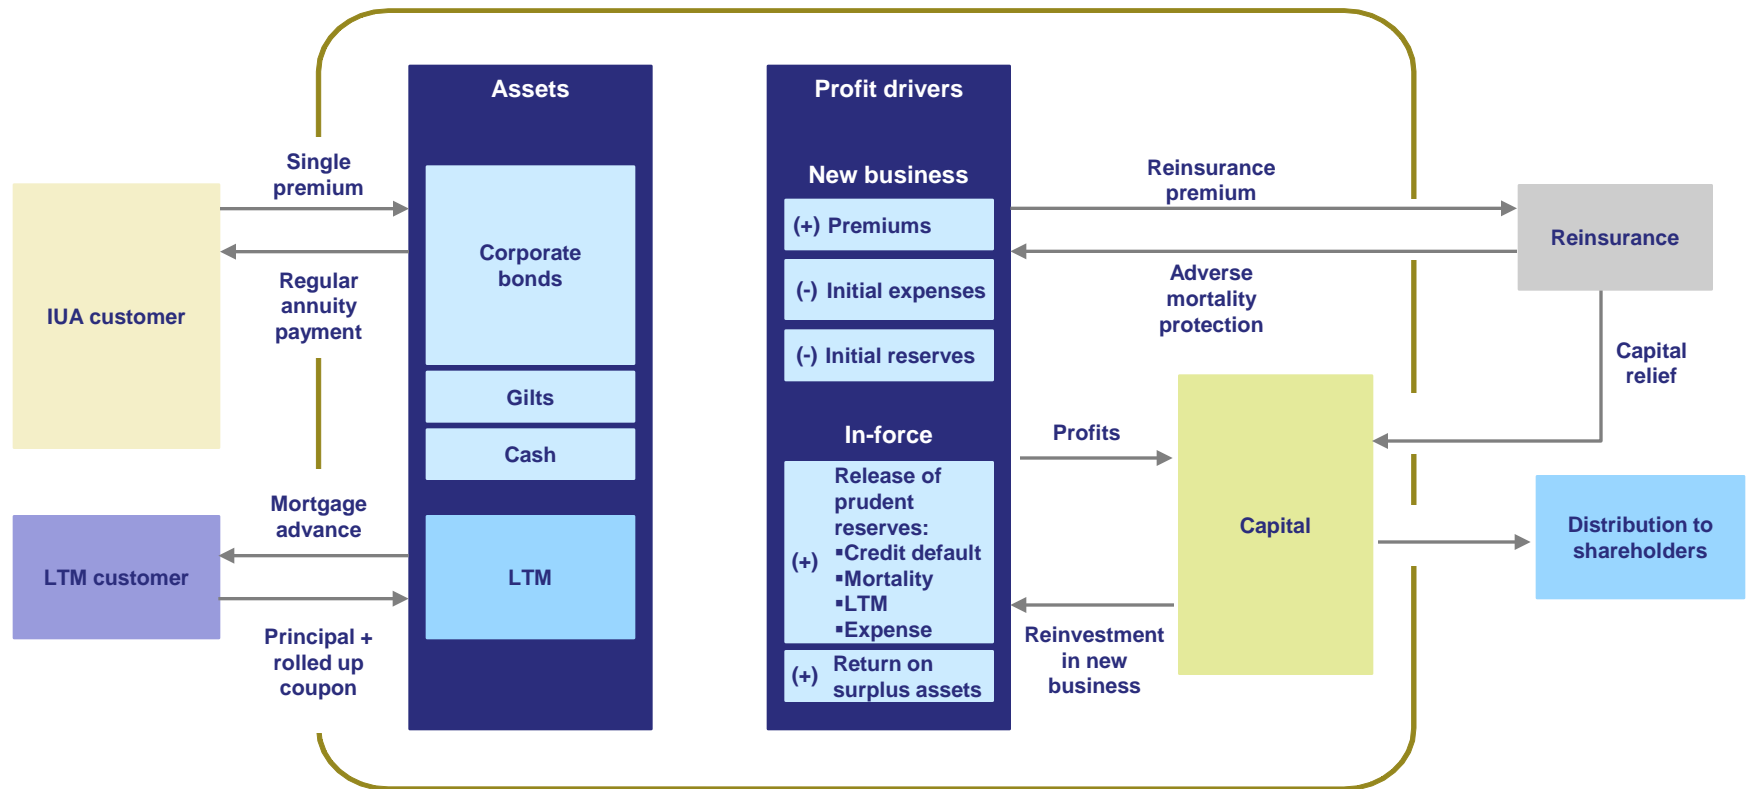 Assets
Single
premium
Corporate
bonds
Regular
annuity
payment
IUA customer
Gilts
Cash
Mortgage
advance
LTM customer
LTM
Principal +
rolled up
coupon
Profit drivers
New business
(+) Premiums
(-) Initial expenses
(-) Initial reserves
In-force
Release of
prudent
reserves:
▪Credit default
(+)
▪Mortality
▪LTM
▪Expense
(+) Return on
surplus assets
Reinsurance
premium
Adverse
mortality
protection
Reinsurance
Capital
relief
Profits
Capital
Reinvestment
in new
business
Distribution to
shareholders